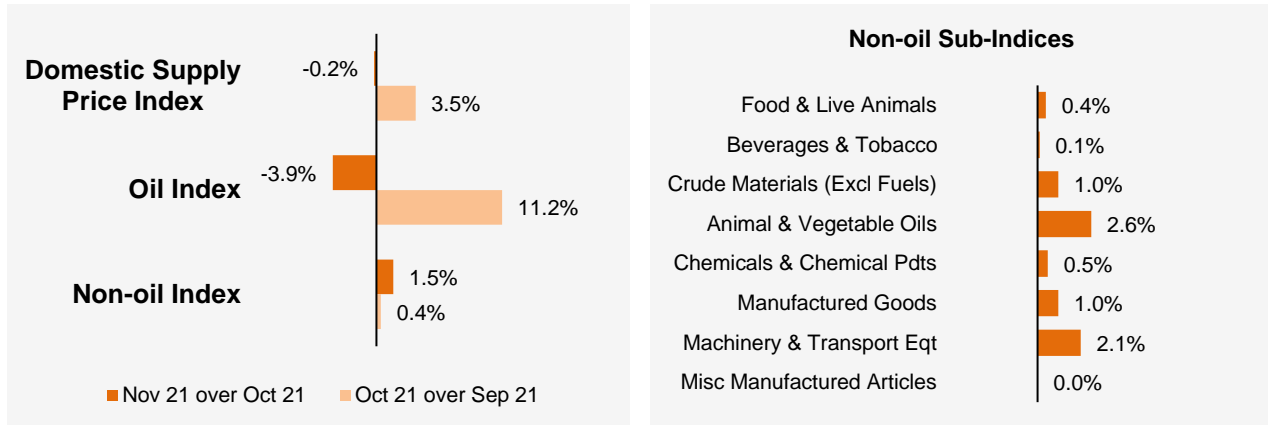 Domestic Supply
Price Index
-0.2%
3.5%
Oil Index
-3.9%
11.2%
Non-oil Index
1.5%
0.4%
Nov 21 over Oct 21
Oct 21 over Sep 21
Non-oil Sub-Indices
Food & Live Animals 0.4%
Beverages & Tobacco 0.1%
Crude Materials (Excl Fuels) 1.0%
Animal & Vegetable Oils 2.6%
Chemicals & Chemical Pdts 0.5%
Manufactured Goods 1.0%
Machinery & Transport Eqt 2.1%
Misc Manufactured Articles 0.0%